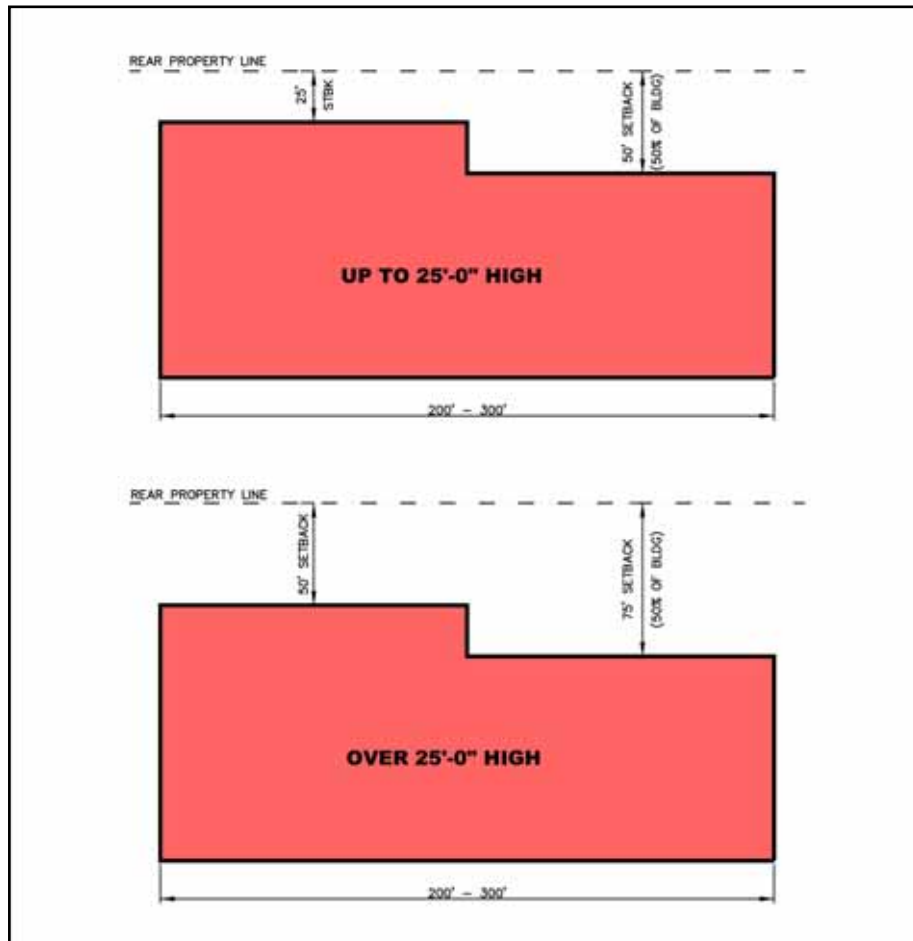 REAR PROPERTY LINE
25'
STBK
50' SETBACK
(50% OF BLDG)
UP TO 25'-0" HIGH
200' - 300'
REAR PROPERTY LINE
50' SETBACK
75' SETBACK
(50% OF BLDG)
OVER 25'-0" HIGH
200' - 300'